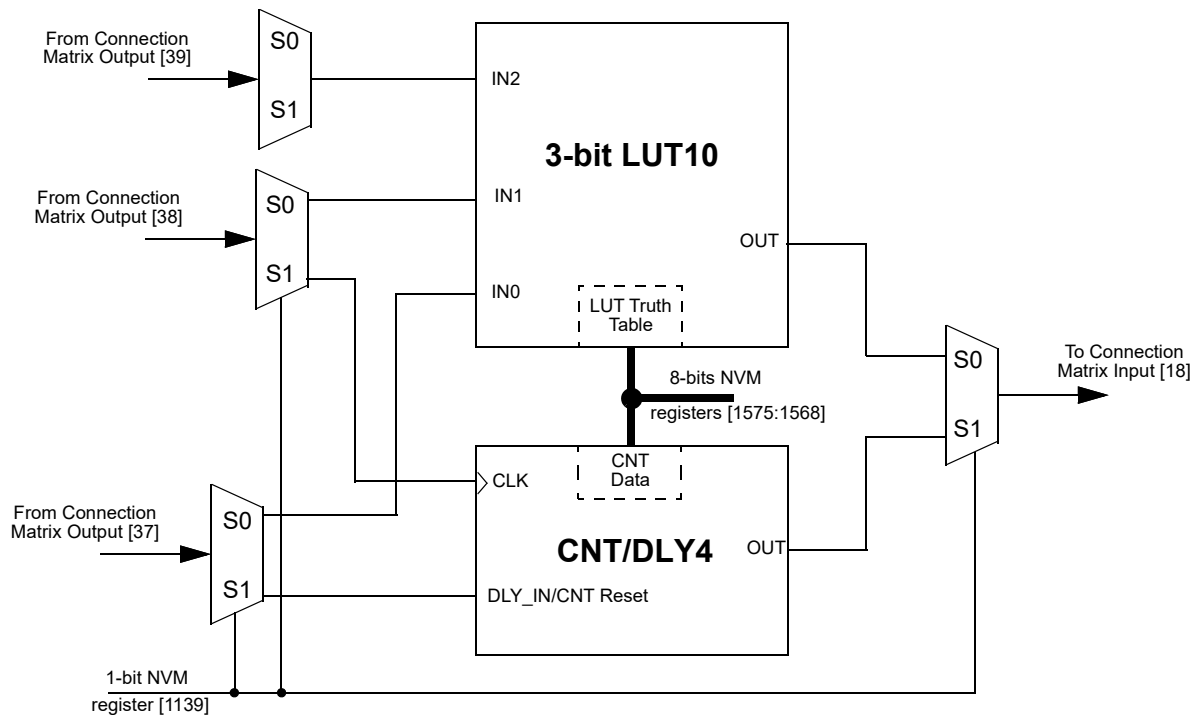 From Connection
Matrix Output [39]
S0
S1
IN2
3-bit LUT10
From Connection
Matrix Output [38]
S0
S1
IN1
IN0
OUT
LUT Truth
Table
8-bits NVM
registers [1575:1568]
S0
S1
To Connection
Matrix Input [18]
CNT
Data
CLK
From Connection
Matrix Output [37]
S0
S1
CNT/DLY4
OUT
DLY_IN/CNT Reset
1-bit NVM
register [1139]